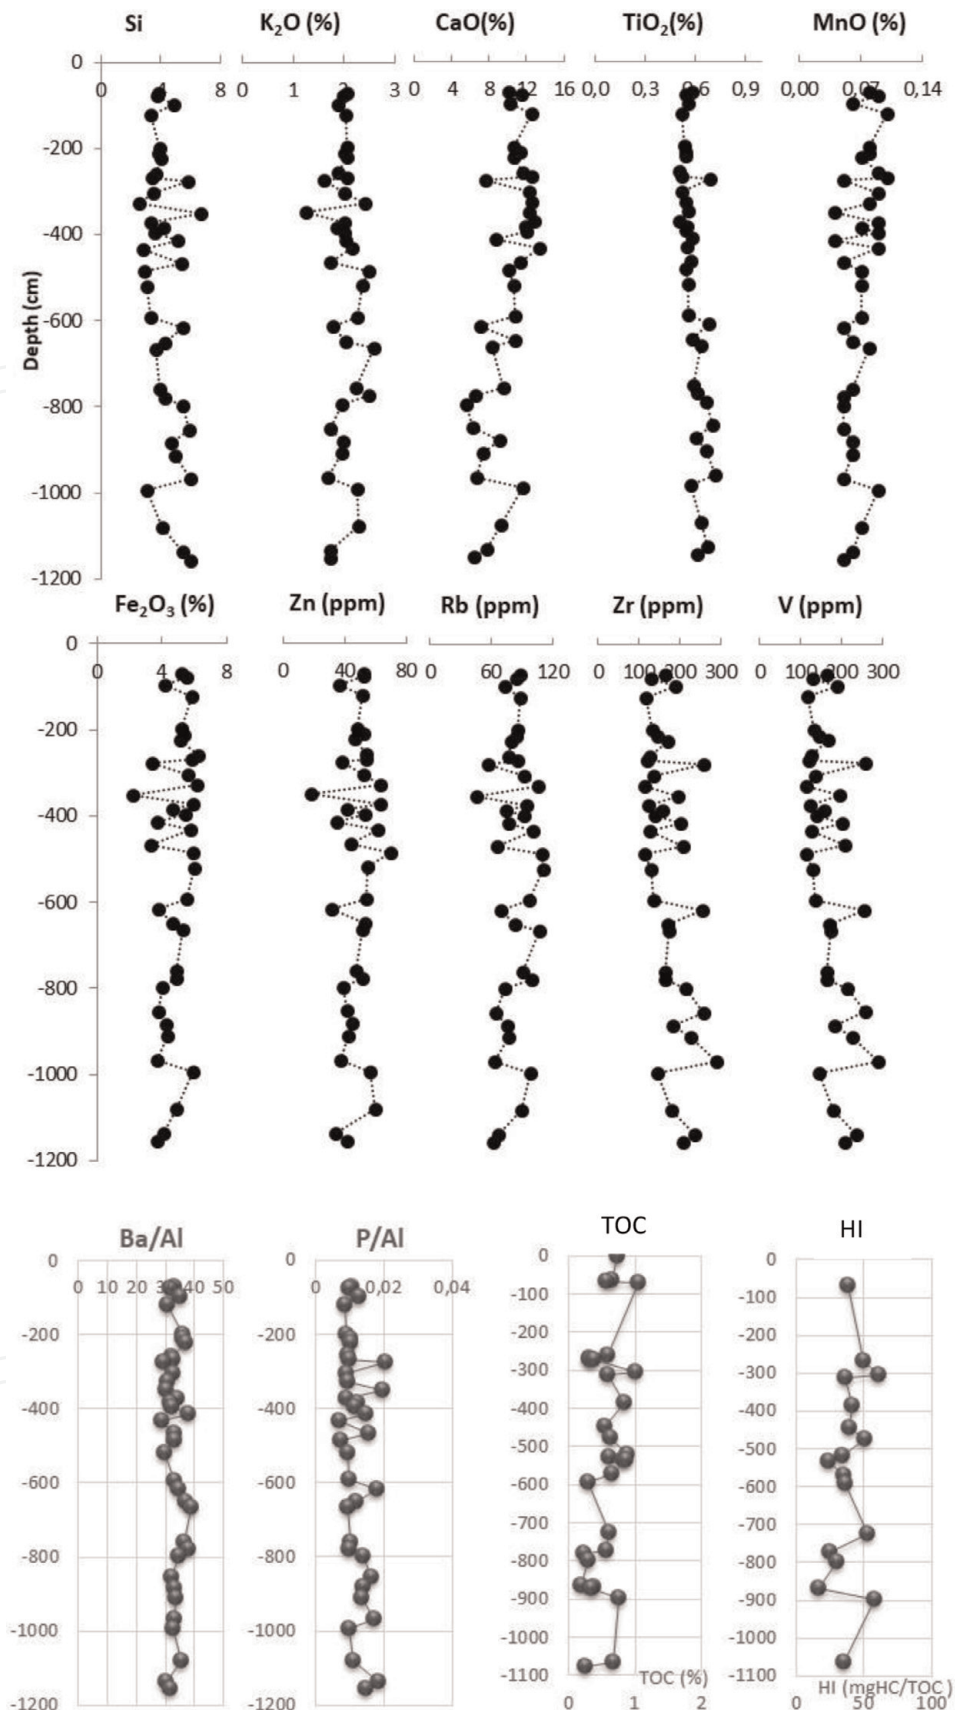 Si K₂O (%) CaO(%) TiO₂(%) MnO (%)
0
0 4 8 0 1 2 3 0 4 8 12 16 0,0 0,3 0,6 0,9 0,00 0,07 0,14
-200
-400
Depth (cm)
-600
-800
-1000
-1200
Fe₂O₃ (%) Zn (ppm) Rb (ppm) Zr (ppm) V (ppm)
0
0 4 8 0 40 80 0 60 120 0 100 200 300 0 100 200 300
-200
-400
-600
-800
-1000
-1200
Ba/Al P/Al TOC HI
0 0 0 0
0 10 20 30 40 50 0 0,02 0,04
-100 -100
-200 -200 -200 -200
-300 -300
-400 -400 -400 -400
-500 -500
-600 -600 -600 -600
-700 -700
-800 -800 -800 -800
-900 -900
-1000 -1000 -1000 -1000
-1100 -1100
TOC (%) HI (mgHC/TOC)
-1200 -1200 0 1 2 0 50 100